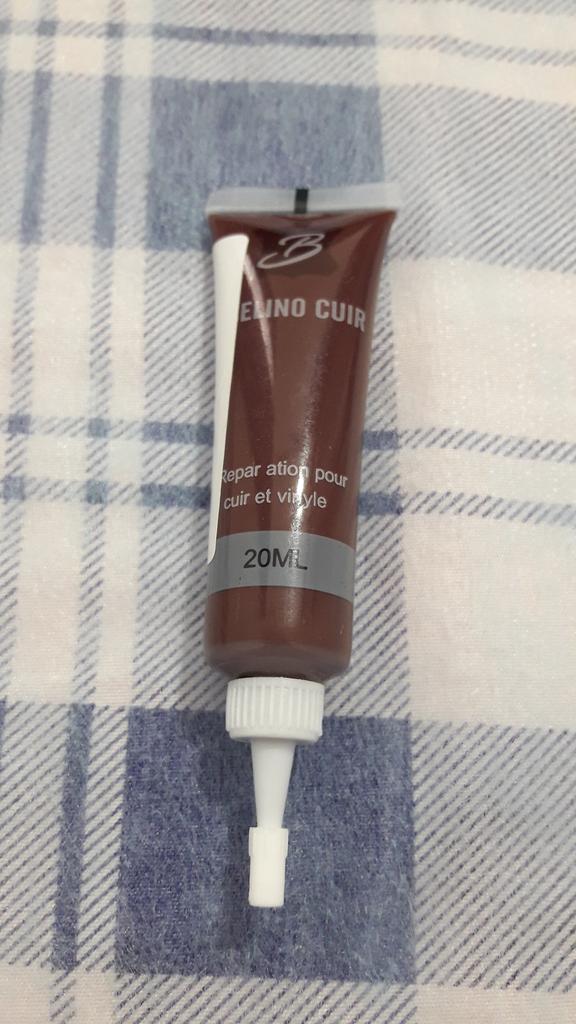 B
ELINO CUIR
Repar ation pour
cuir et vinyle
20ML